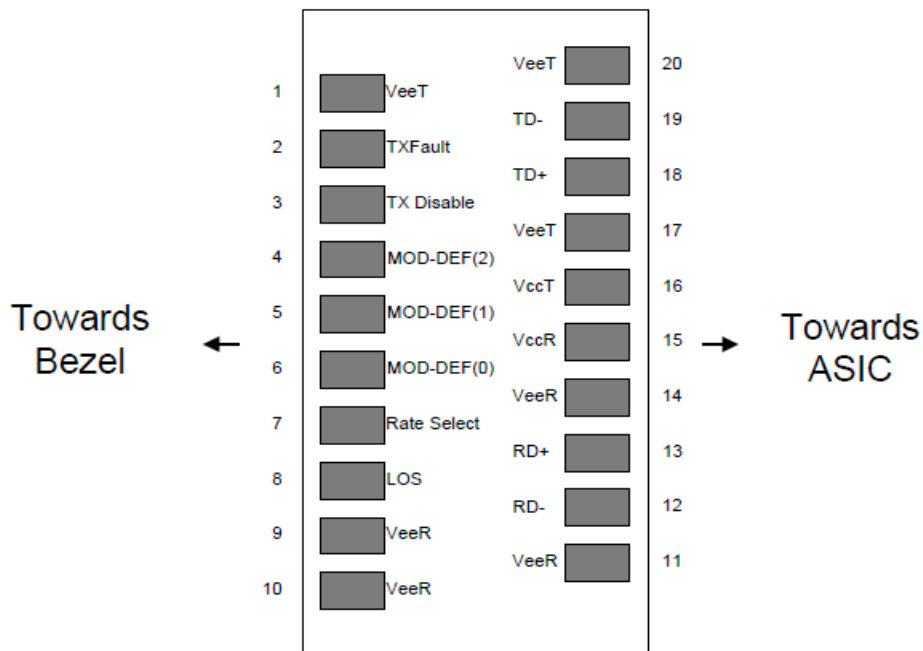 VeeT 20
1 VeeT
TD- 19
2 TXFault
TD+ 18
3 TX Disable
VeeT 17
4 MOD-DEF(2)
VccT 16
5 MOD-DEF(1)
Towards
Bezel
VccR 15
Towards
ASIC
6 MOD-DEF(0)
VeeR 14
7 Rate Select
RD+ 13
8 LOS
RD- 12
9 VeeR
VeeR 11
10 VeeR